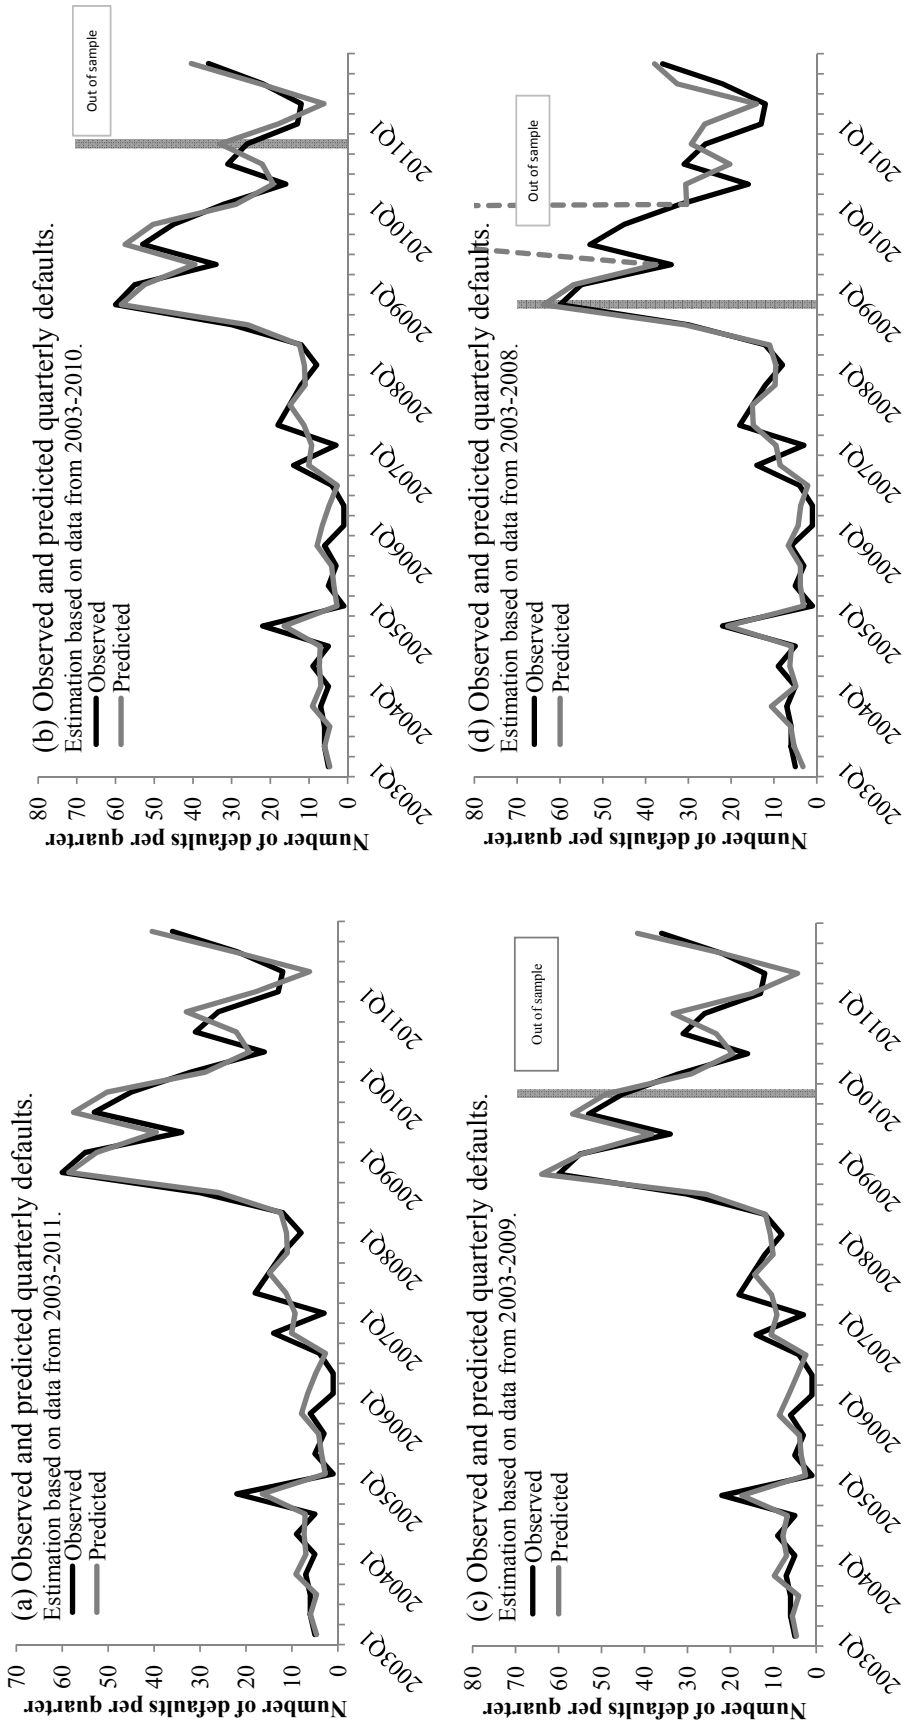 (a) Observed and predicted quarterly defaults.
Estimation based on data from 2003-2011.
Observed
Predicted
Number of defaults per quarter
70
60
50
40
30
20
10
0
2003Q1
2004Q1
2005Q1
2006Q1
2007Q1
2008Q1
2009Q1
2010Q1
2011Q1
(b) Observed and predicted quarterly defaults.
Estimation based on data from 2003-2010.
Observed
Predicted
Out of sample
Number of defaults per quarter
80
70
60
50
40
30
20
10
0
2003Q1
2004Q1
2005Q1
2006Q1
2007Q1
2008Q1
2009Q1
2010Q1
2011Q1
(c) Observed and predicted quarterly defaults.
Estimation based on data from 2003-2009.
Observed
Predicted
Out of sample
Number of defaults per quarter
80
70
60
50
40
30
20
10
0
2003Q1
2004Q1
2005Q1
2006Q1
2007Q1
2008Q1
2009Q1
2010Q1
2011Q1
(d) Observed and predicted quarterly defaults.
Estimation based on data from 2003-2008.
Observed
Predicted
Out of sample
Number of defaults per quarter
80
70
60
50
40
30
20
10
0
2003Q1
2004Q1
2005Q1
2006Q1
2007Q1
2008Q1
2009Q1
2010Q1
2011Q1